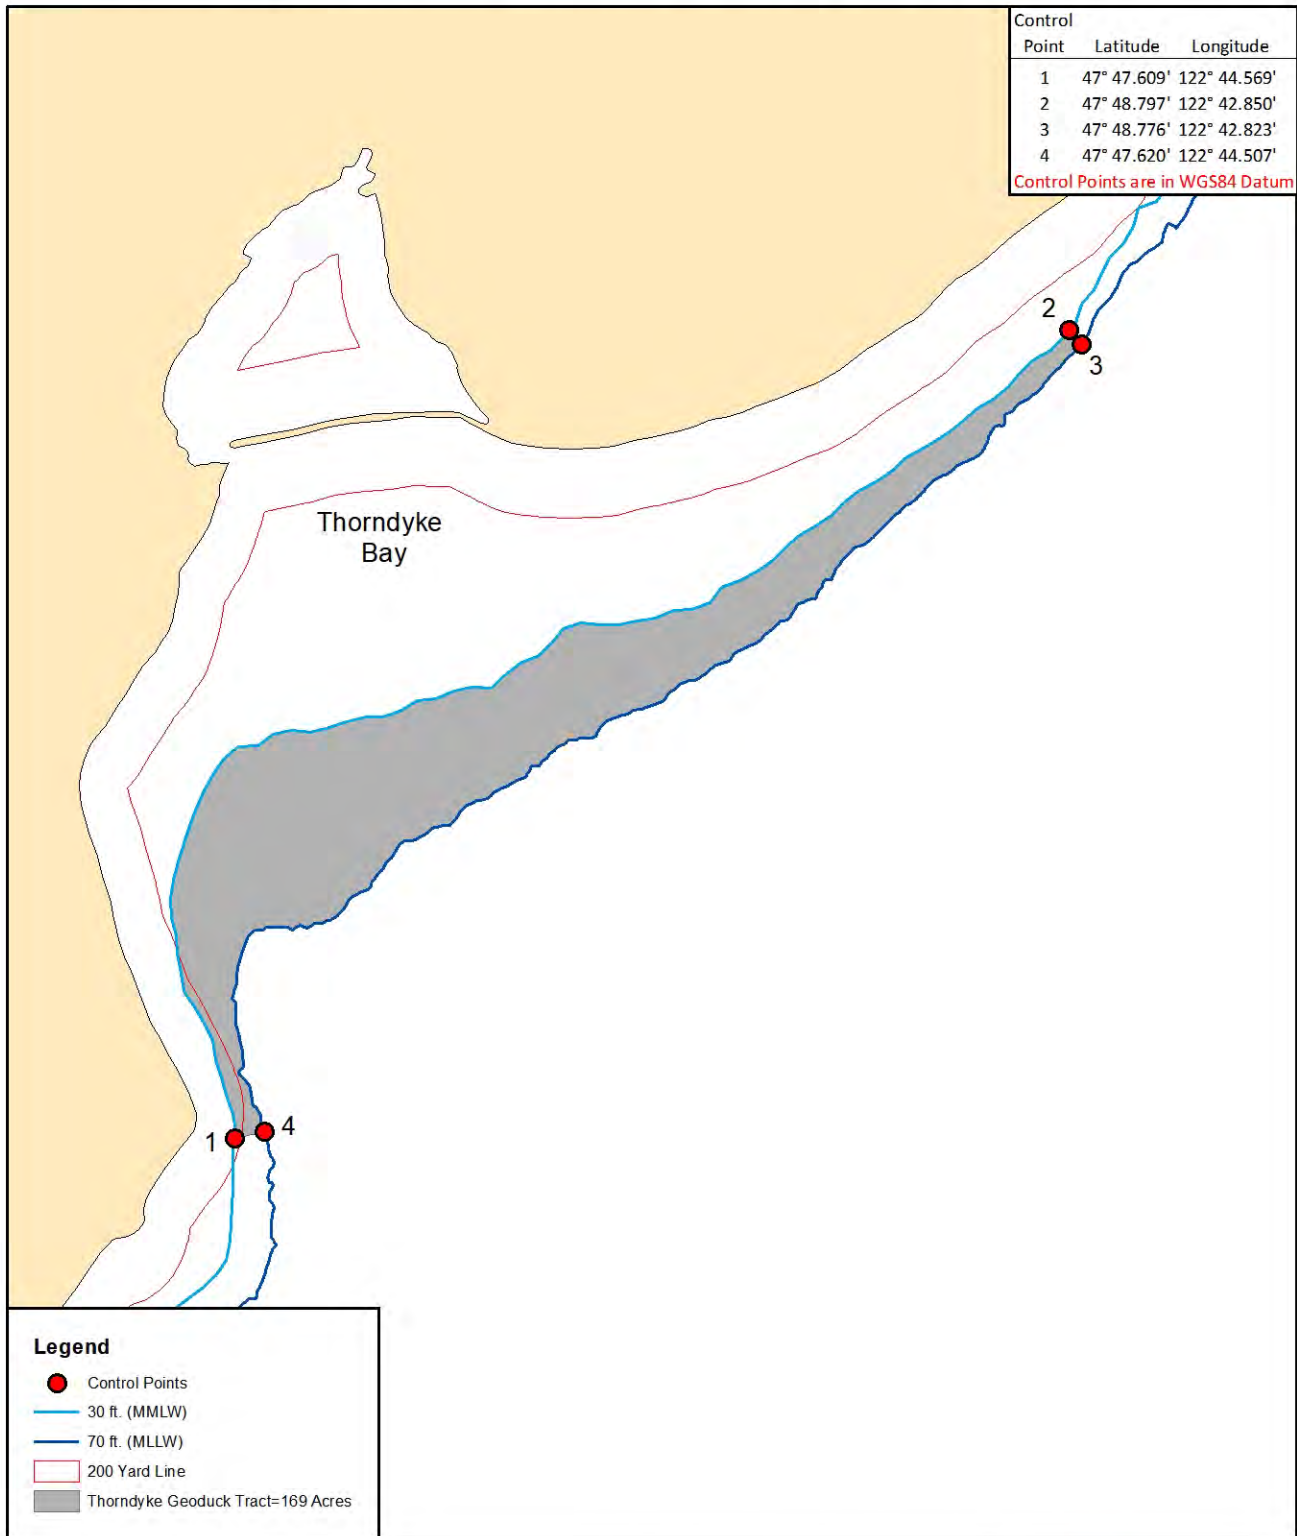 Control
Point Latitude Longitude
1 47° 47.609' 122° 44.569'
2 47° 48.797' 122° 42.850'
3 47° 48.776' 122° 42.823'
4 47° 47.620' 122° 44.507'
Control Points are in WGS84 Datum
2
3
Thorndyke
Bay
1
4
Legend
Control Points
30 ft. (MMLW)
70 ft. (MLLW)
200 Yard Line
Thorndyke Geoduck Tract=169 Acres